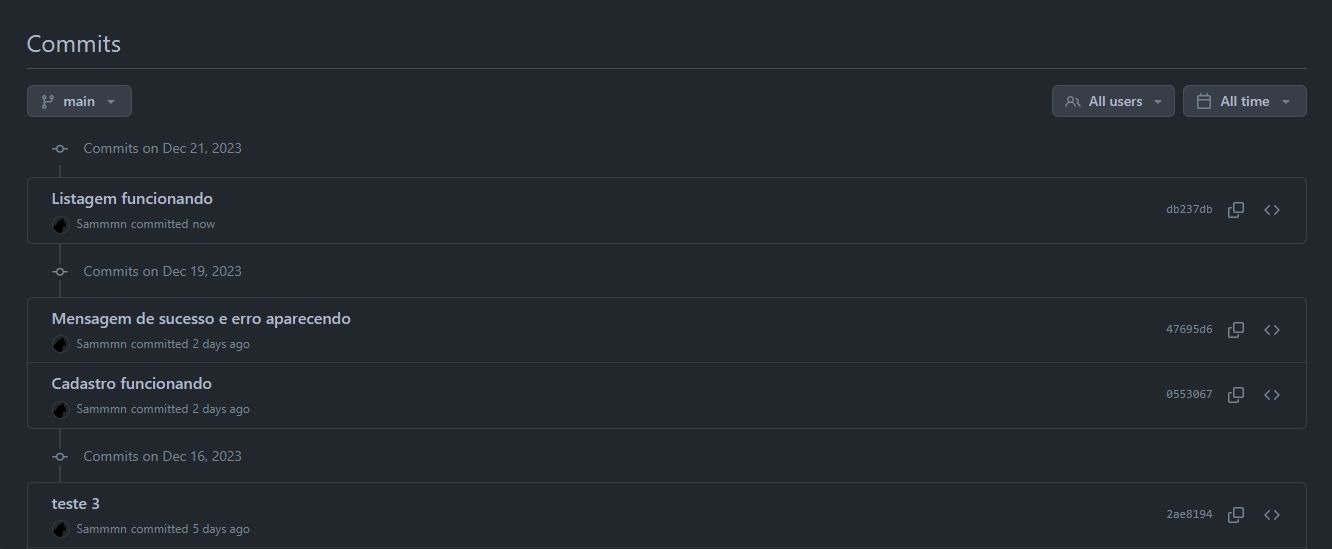 Commits
main
All users
All time
Commits on Dec 21, 2023
Listagem funcionando
db237db
Sammmn committed now
Commits on Dec 19, 2023
Mensagem de sucesso e erro aparecendo
47695d6
Sammmn committed 2 days ago
Cadastro funcionando
0553067
Sammmn committed 2 days ago
Commits on Dec 16, 2023
teste 3
2ae8194
Sammmn committed 5 days ago